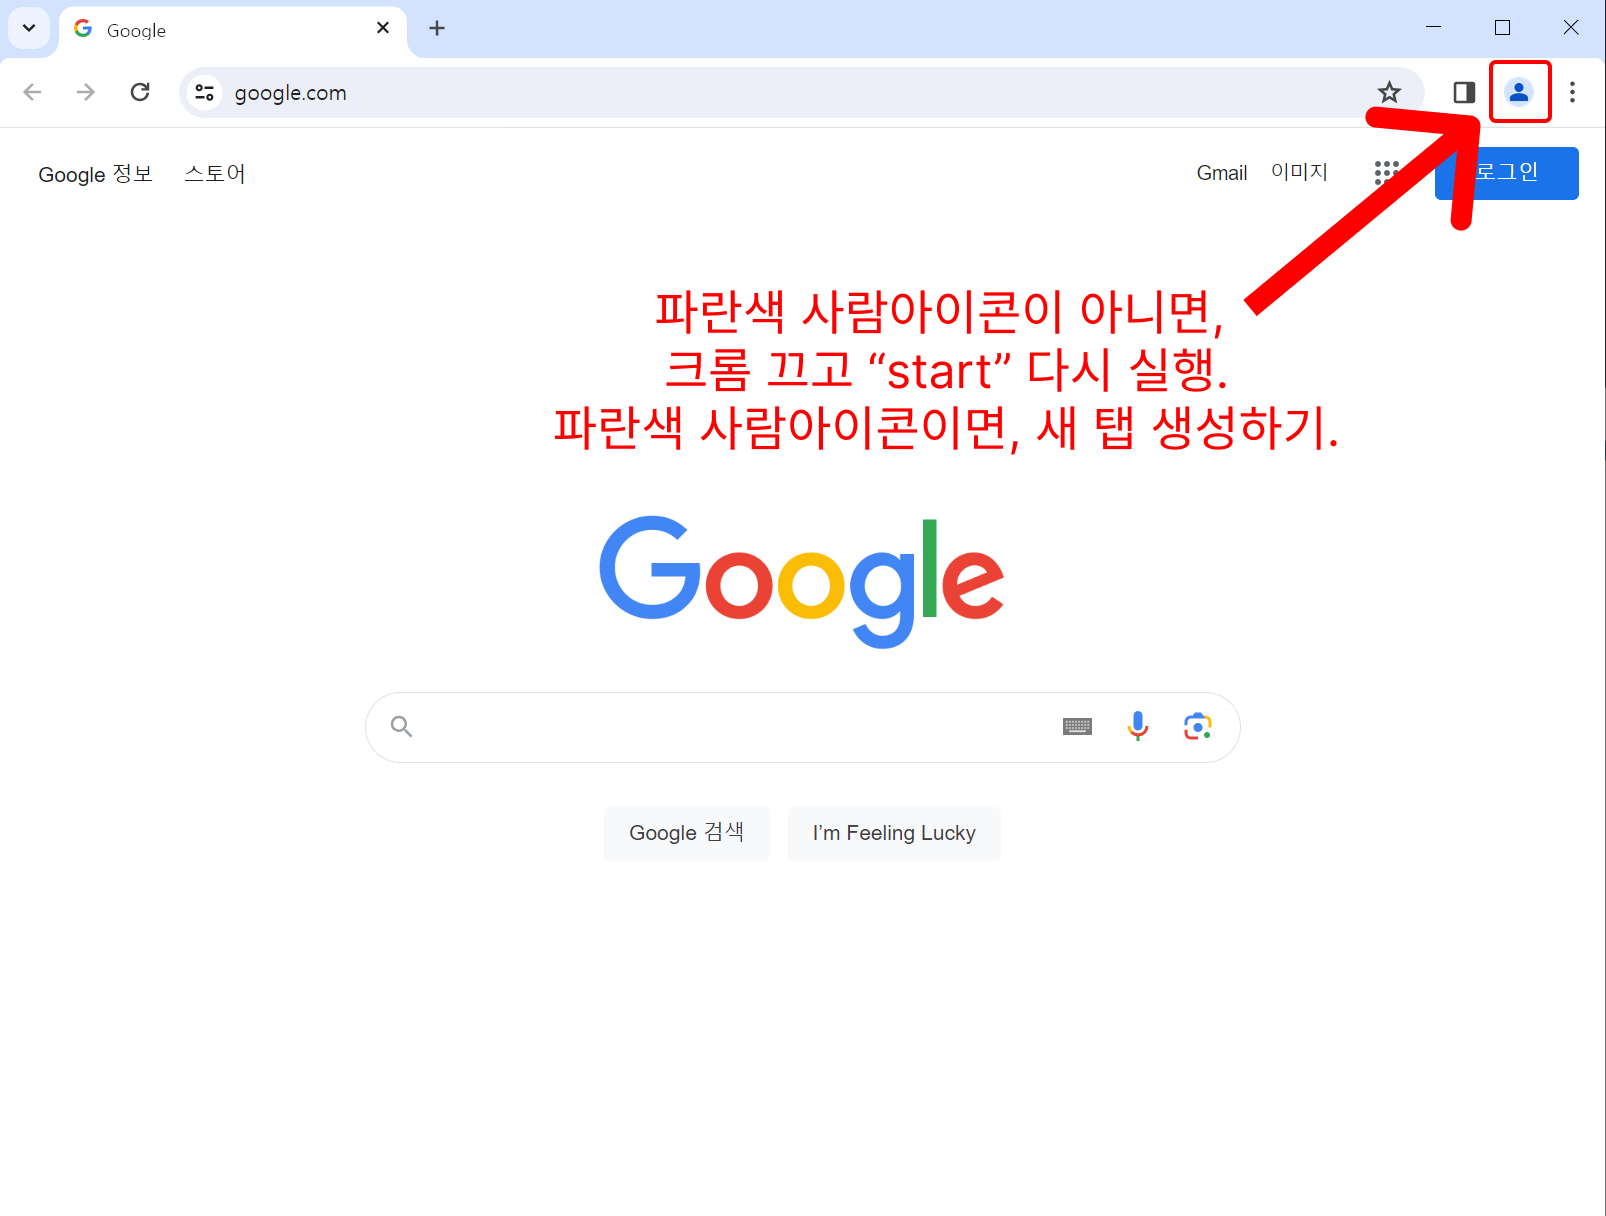 Google
google.com
Google 정보 스토어
Gmail 이미지
로그인
파란색 사람아이콘이 아니면,
크롬 끄고 “start” 다시 실행.
파란색 사람아이콘이면, 새 탭 생성하기.
Google
Google 검색
I’m Feeling Lucky